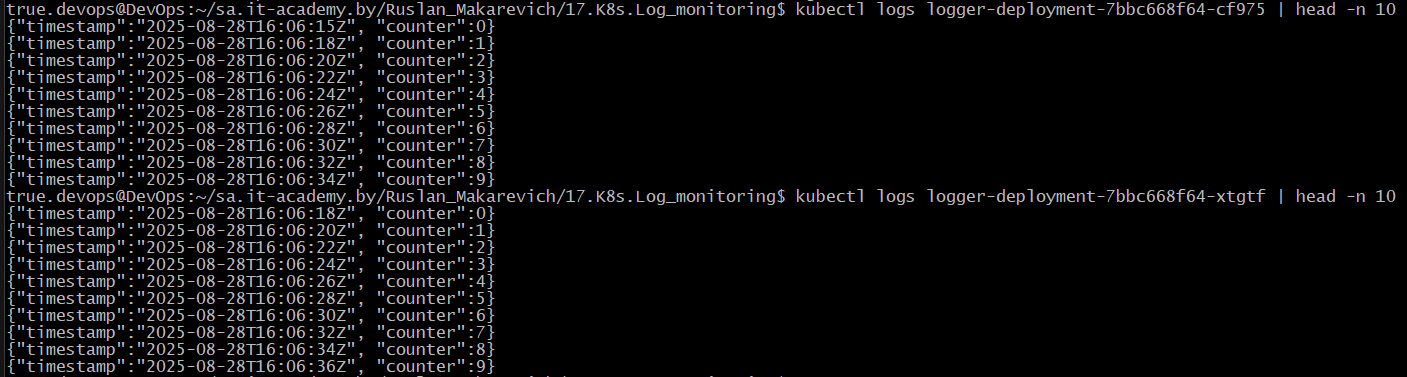 true.devops@DevOps:~/sa.it-academy.by/Ruslan_Makarevich/17.K8s.Log_monitoring$ kubectl logs logger-deployment-7bbc668f64-cf975 | head -n 10
{"timestamp":"2025-08-28T16:06:15Z", "counter":0}
{"timestamp":"2025-08-28T16:06:18Z", "counter":1}
{"timestamp":"2025-08-28T16:06:20Z", "counter":2}
{"timestamp":"2025-08-28T16:06:22Z", "counter":3}
{"timestamp":"2025-08-28T16:06:24Z", "counter":4}
{"timestamp":"2025-08-28T16:06:26Z", "counter":5}
{"timestamp":"2025-08-28T16:06:28Z", "counter":6}
{"timestamp":"2025-08-28T16:06:30Z", "counter":7}
{"timestamp":"2025-08-28T16:06:32Z", "counter":8}
{"timestamp":"2025-08-28T16:06:34Z", "counter":9}
true.devops@DevOps:~/sa.it-academy.by/Ruslan_Makarevich/17.K8s.Log_monitoring$ kubectl logs logger-deployment-7bbc668f64-xtgtf | head -n 10
{"timestamp":"2025-08-28T16:06:18Z", "counter":0}
{"timestamp":"2025-08-28T16:06:20Z", "counter":1}
{"timestamp":"2025-08-28T16:06:22Z", "counter":2}
{"timestamp":"2025-08-28T16:06:24Z", "counter":3}
{"timestamp":"2025-08-28T16:06:26Z", "counter":4}
{"timestamp":"2025-08-28T16:06:28Z", "counter":5}
{"timestamp":"2025-08-28T16:06:30Z", "counter":6}
{"timestamp":"2025-08-28T16:06:32Z", "counter":7}
{"timestamp":"2025-08-28T16:06:34Z", "counter":8}
{"timestamp":"2025-08-28T16:06:36Z", "counter":9}